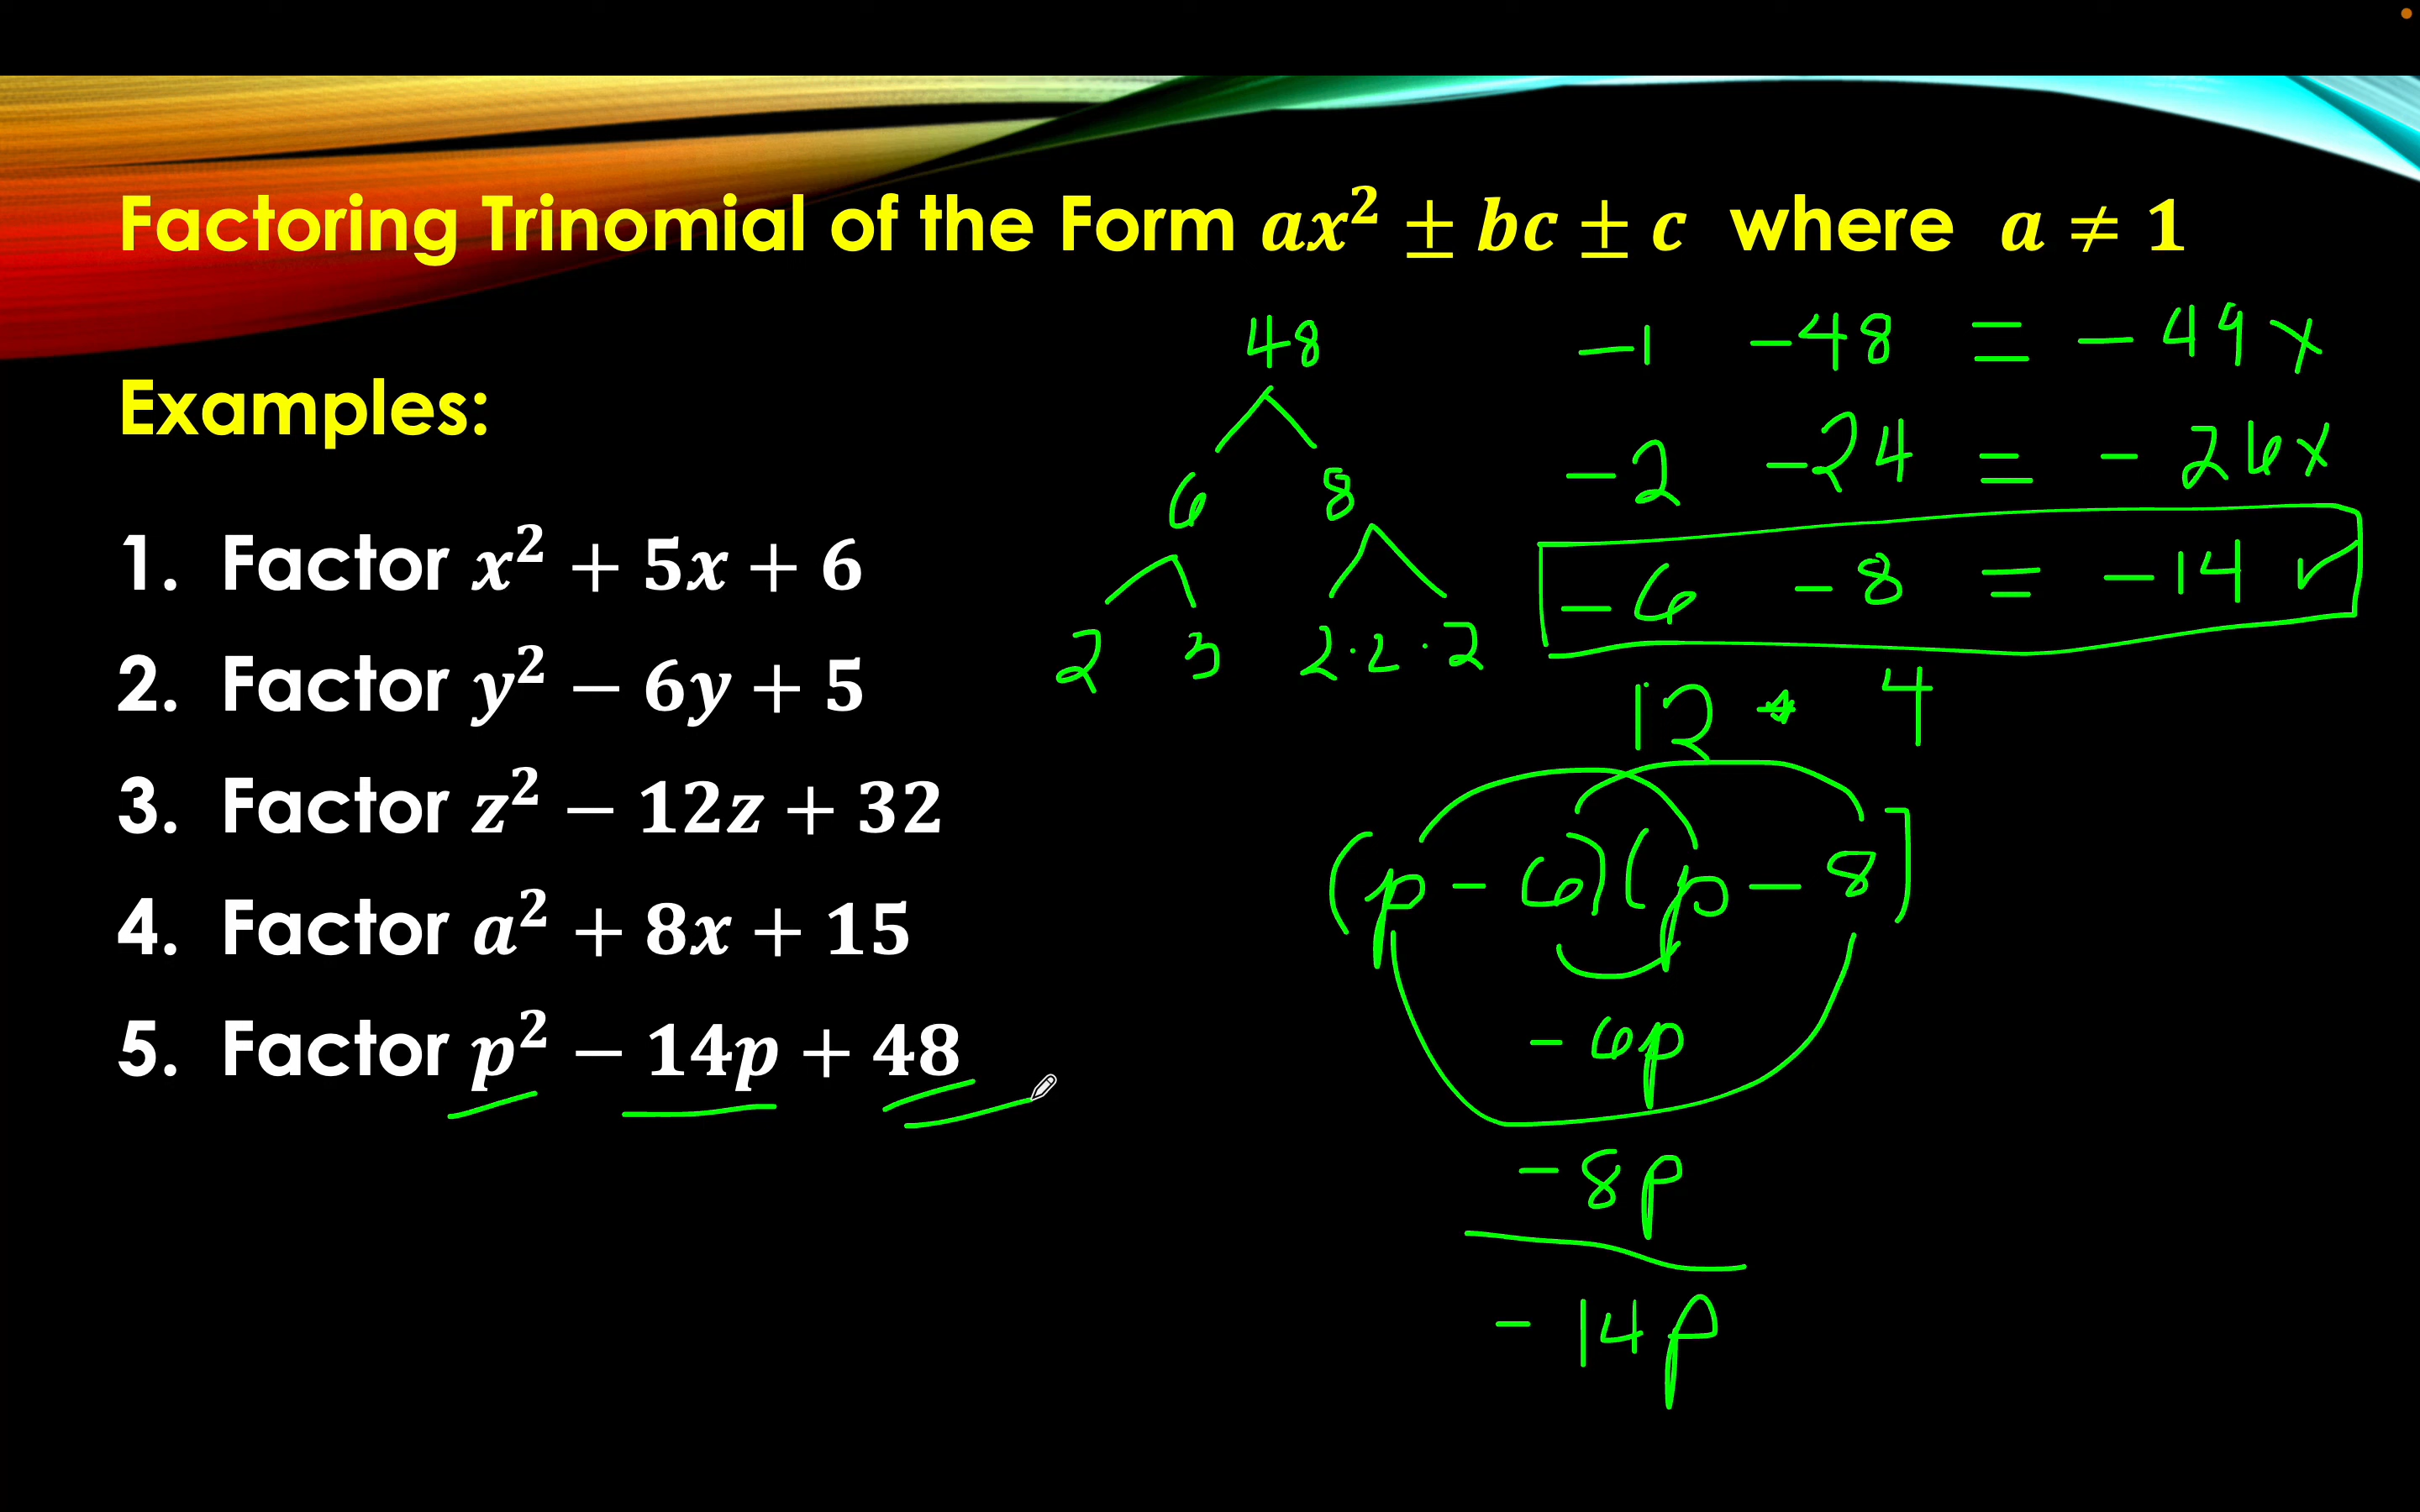 Factoring Trinomial of the Form ax² ± bc ± c where a ≠ 1
Examples:
1. Factor x² + 5x + 6
2. Factor y² − 6y + 5
3. Factor z² − 12z + 32
4. Factor a² + 8x + 15
5. Factor p² − 14p + 48
48
6 8
2 3 2·2·2
−1 −48 = −49 x
−2 −24 = −26 x
−6 −8 = −14 ✓
12 * 4
(p − 6)(p − 8)
−6p
−8p
−14p